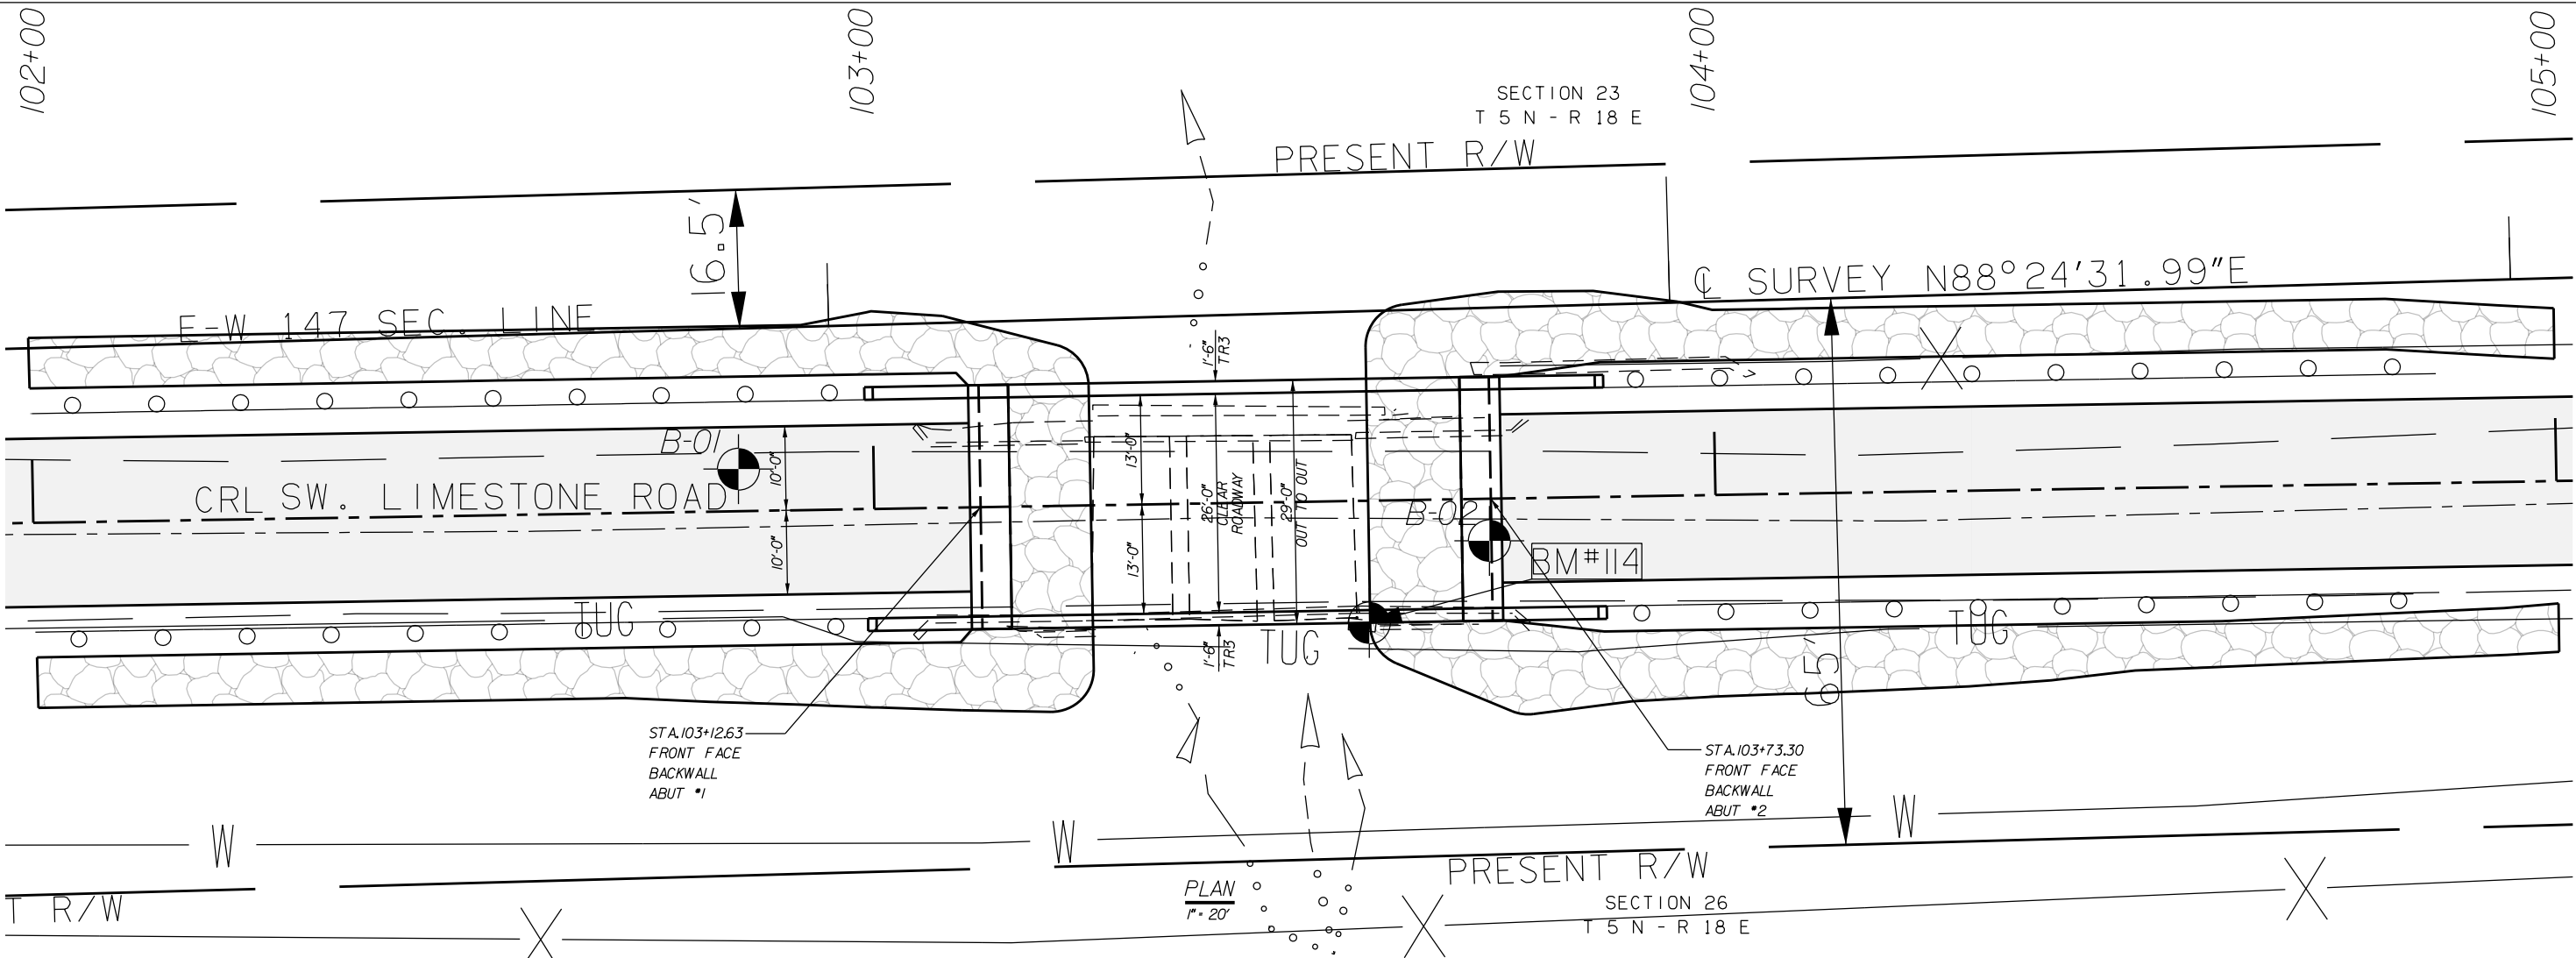 102+00
103+00
104+00
105+00
SECTION 23
T 5 N - R 18 E
PRESENT R/W
16.5'
℄ SURVEY N88°24'31.99"E
E-W 147 SEC. LINE
1'-6"
TR3
B-01
10'-0"
10'-0"
CRL SW. LIMESTONE ROAD
13'-0"
13'-0"
26'-0"
CLEAR
ROADWAY
29'-0"
OUT TO OUT
B-02
BM#114
TUG
TUG
TUG
1'-6"
TR3
65'
STA.103+12.63
FRONT FACE
BACKWALL
ABUT #1
STA.103+73.30
FRONT FACE
BACKWALL
ABUT #2
W
W
W
PRESENT R/W
PLAN
1"= 20'
SECTION 26
T 5 N - R 18 E
T R/W